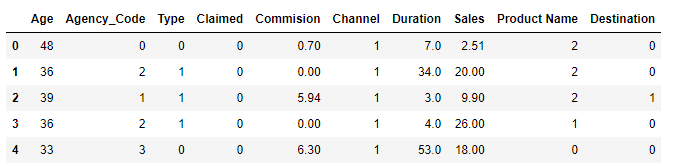 Age Agency_Code Type Claimed Commision Channel Duration Sales Product Name Destination
0 48 0 0 0 0.70 1 7.0 2.51 2 0
1 36 2 1 0 0.00 1 34.0 20.00 2 0
2 39 1 1 0 5.94 1 3.0 9.90 2 1
3 36 2 1 0 0.00 1 4.0 26.00 1 0
4 33 3 0 0 6.30 1 53.0 18.00 0 0